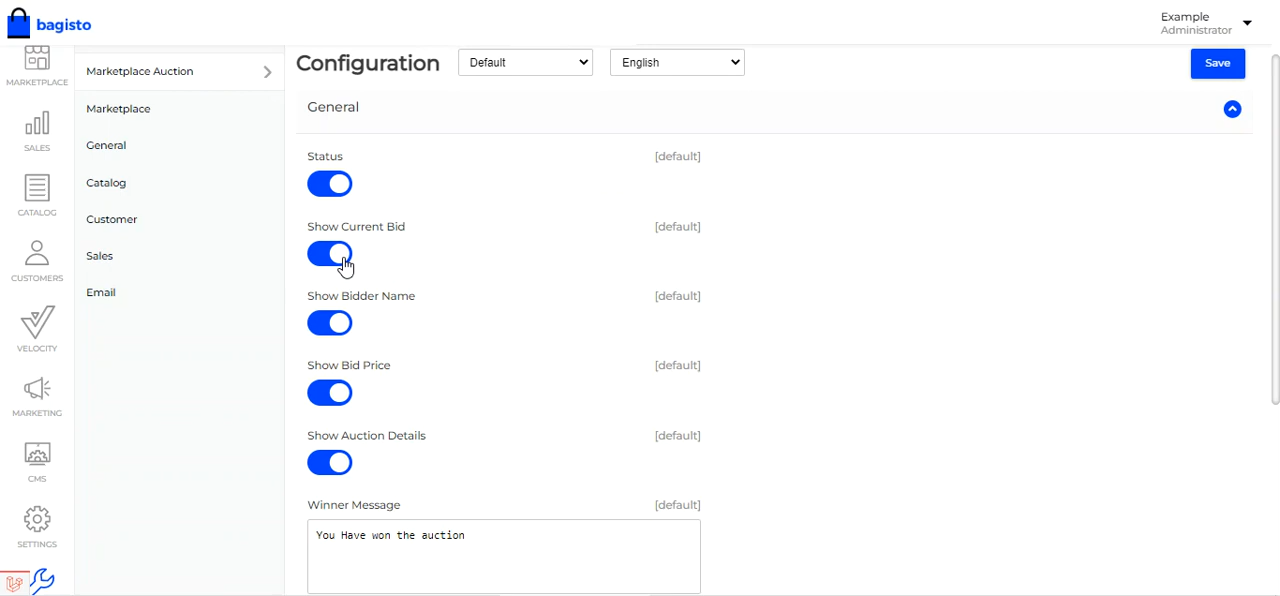 bagisto
Example
Administrator
MARKETPLACE
SALES
CATALOG
CUSTOMERS
VELOCITY
MARKETING
CMS
SETTINGS
Marketplace Auction
Marketplace
General
Catalog
Customer
Sales
Email
Configuration
Default
English
Save
General
Status [default]
Show Current Bid [default]
Show Bidder Name [default]
Show Bid Price [default]
Show Auction Details [default]
Winner Message [default]
You Have won the auction